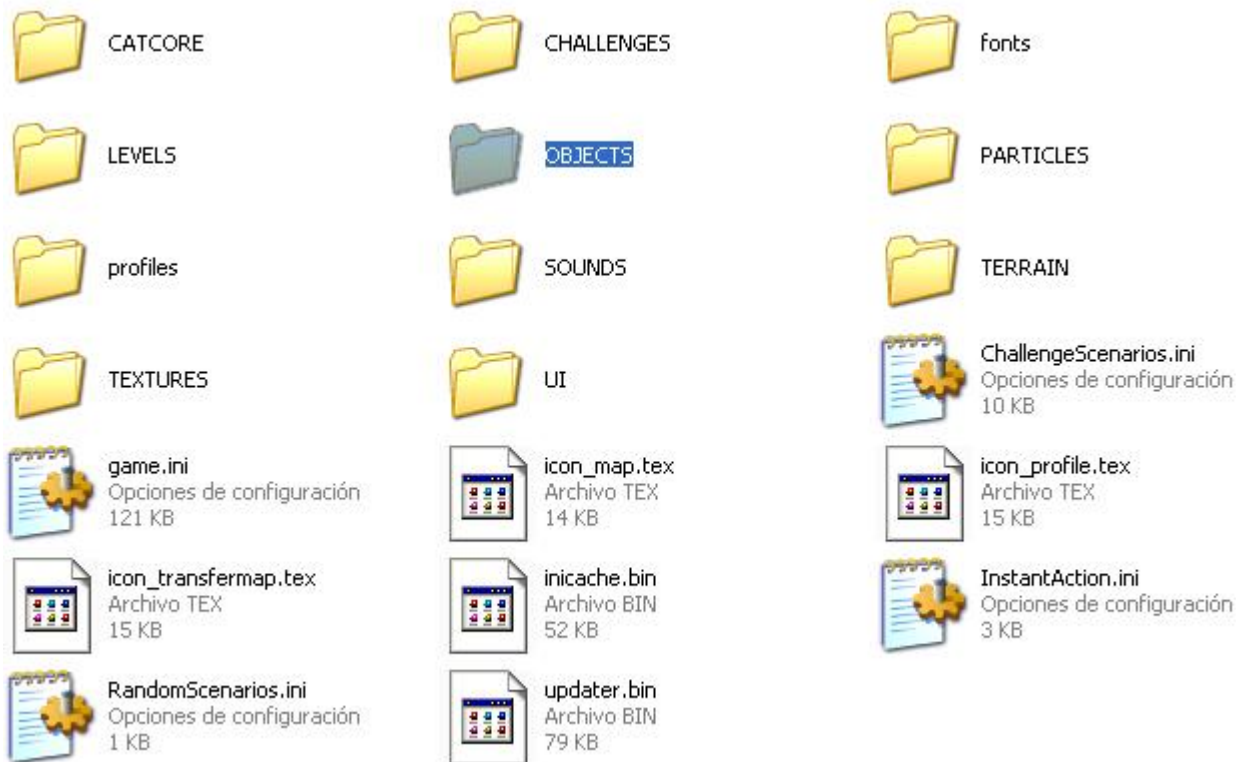 CATCORE
CHALLENGES
fonts
LEVELS
OBJECTS
PARTICLES
profiles
SOUNDS
TERRAIN
TEXTURES
UI
ChallengeScenarios.ini
Opciones de configuración
10 KB
game.ini
Opciones de configuración
121 KB
icon_map.tex
Archivo TEX
14 KB
icon_profile.tex
Archivo TEX
15 KB
icon_transfermap.tex
Archivo TEX
15 KB
inicache.bin
Archivo BIN
52 KB
InstantAction.ini
Opciones de configuración
3 KB
RandomScenarios.ini
Opciones de configuración
1 KB
updater.bin
Archivo BIN
79 KB